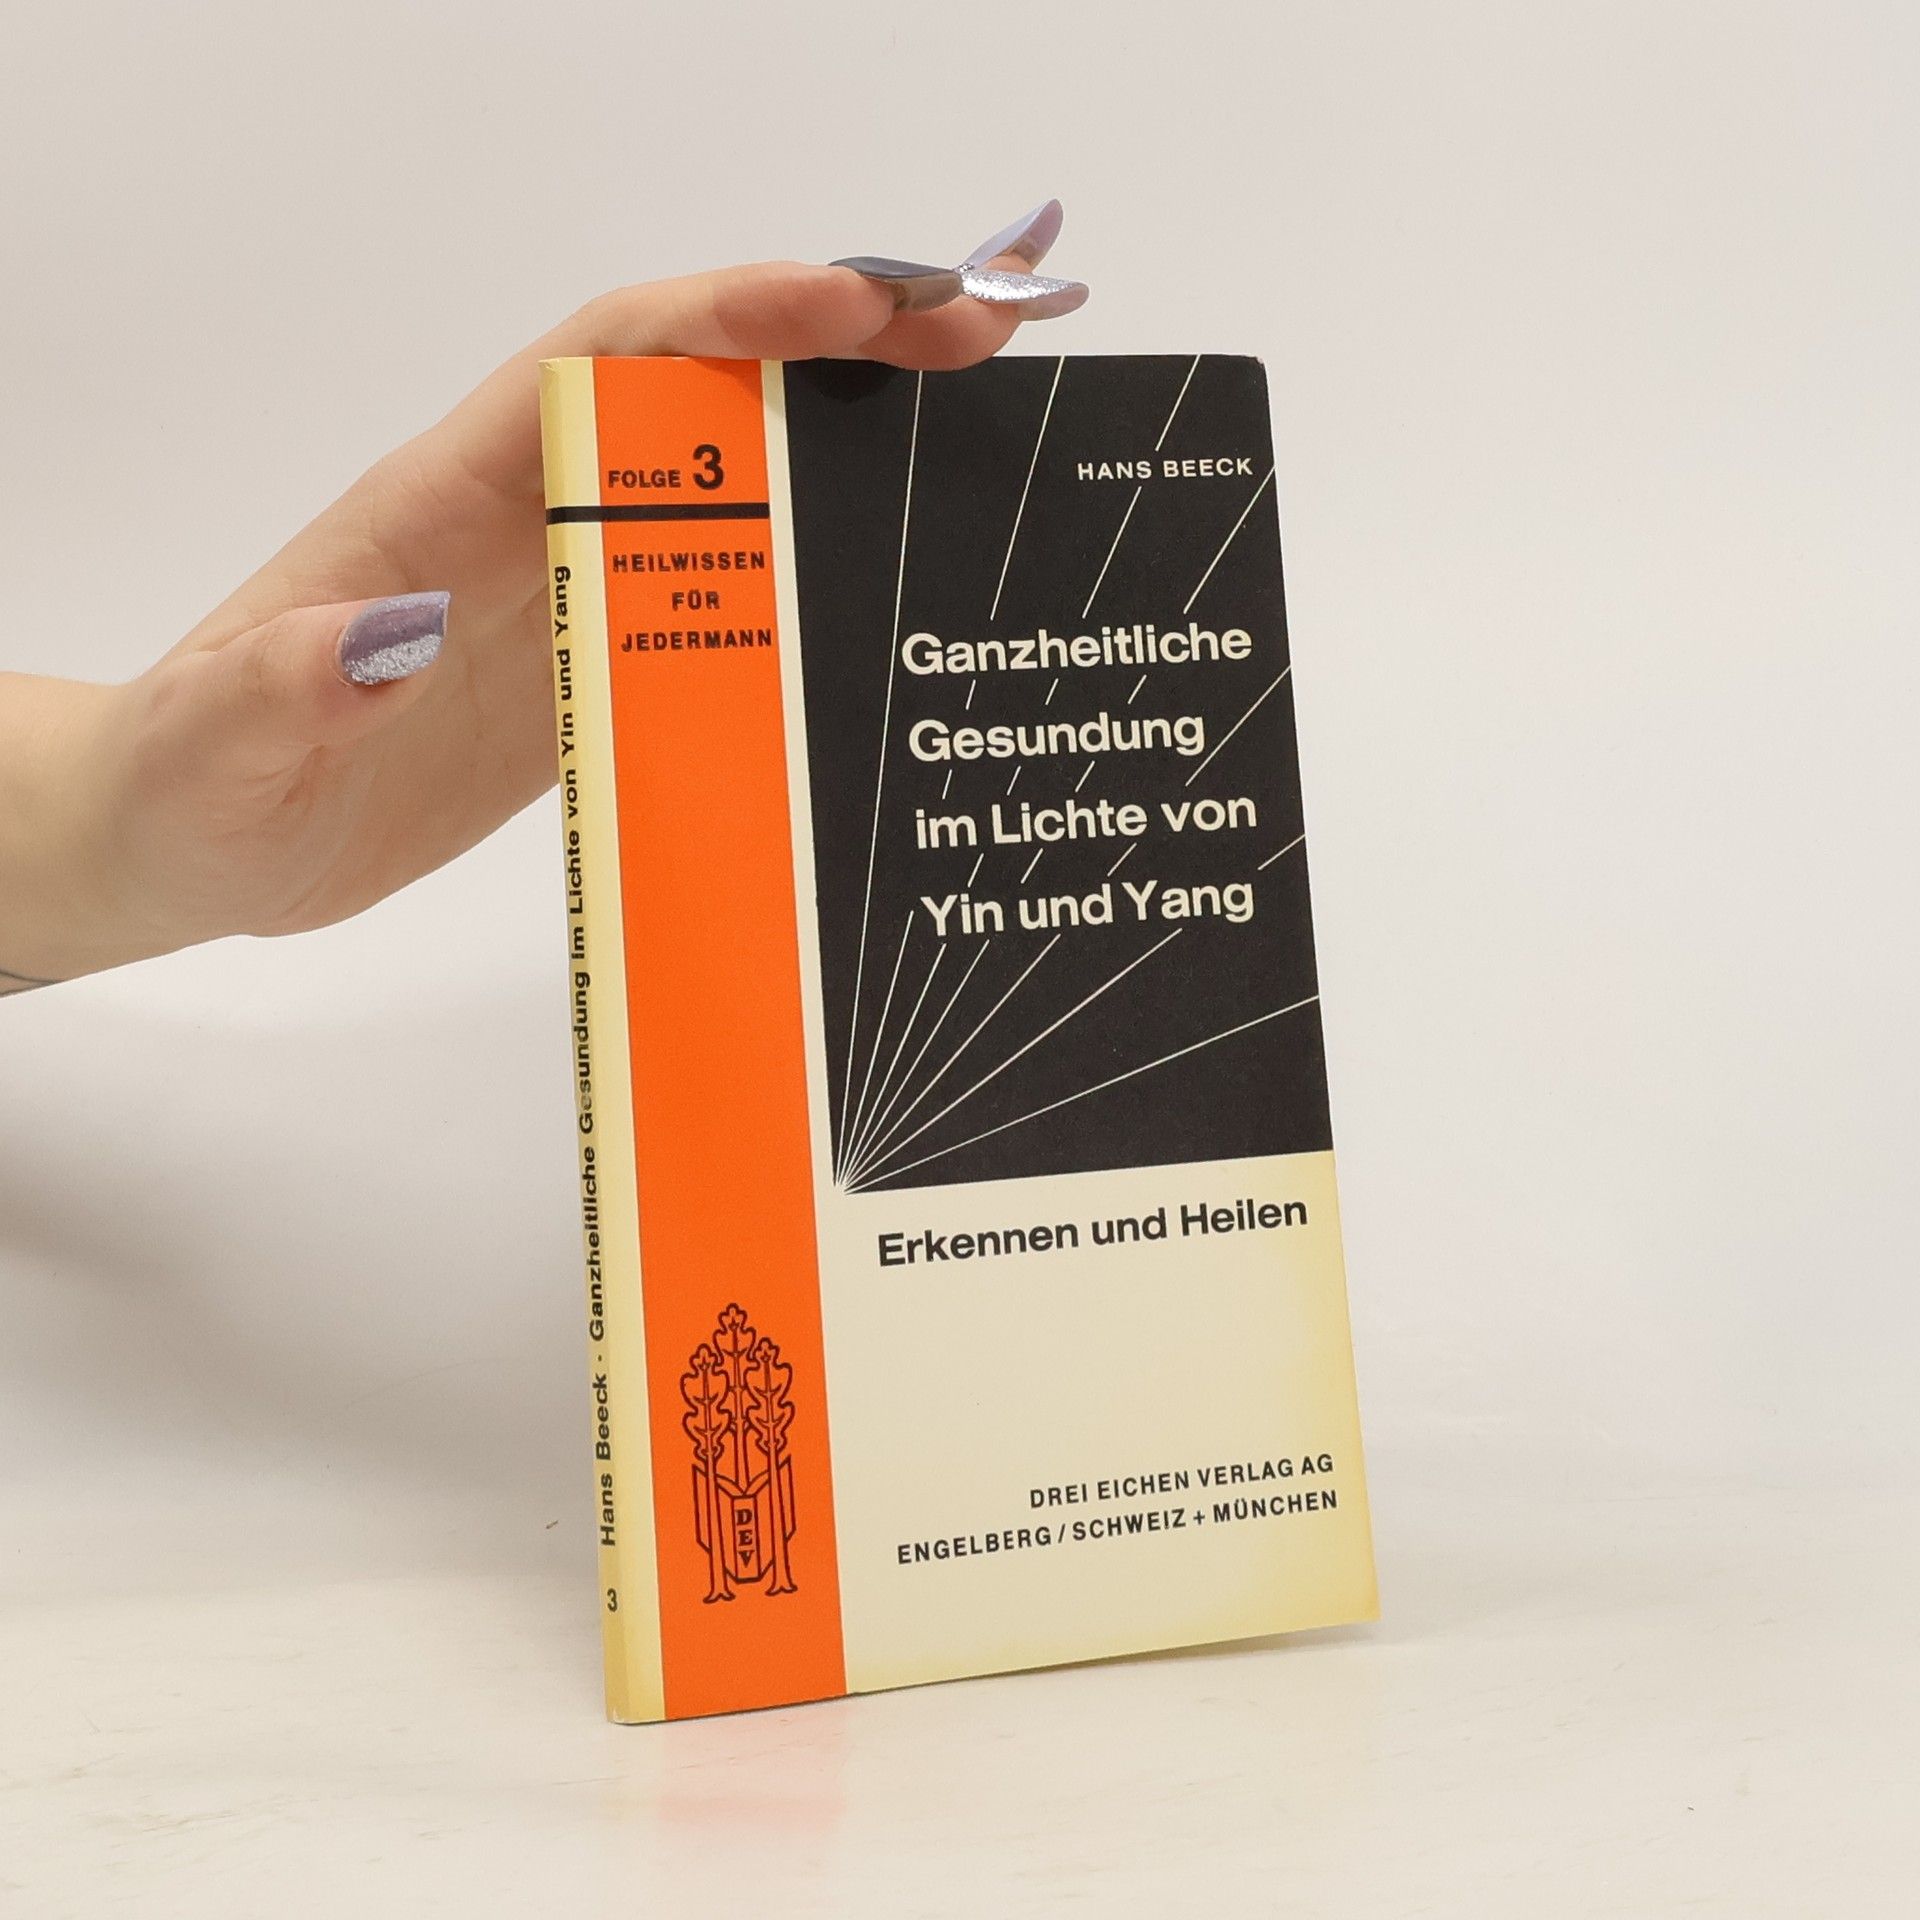 FOLGE 3
HEILWISSEN
FÜR
JEDERMANN
HANS BEECK
Ganzheitliche
Gesundung
im Lichte von
Yin und Yang
Erkennen und Heilen
DREI EICHEN VERLAG AG
ENGELBERG / SCHWEIZ + MÜNCHEN
DEV
3 Hans Beeck · Ganzheitliche Gesundung im Lichte von Yin und Yang